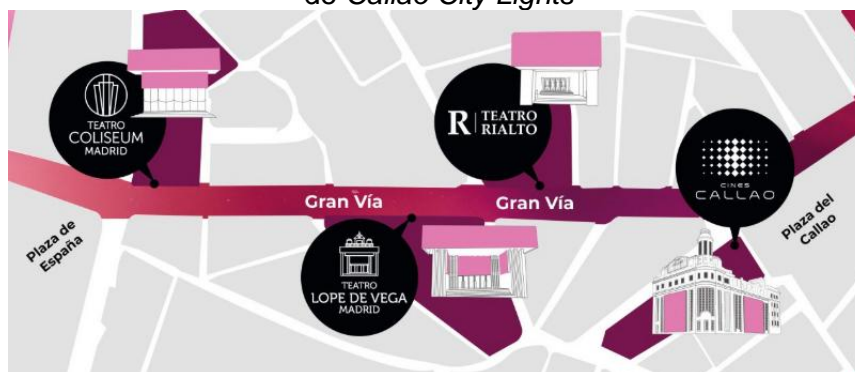 de Callao City Lights
TEATRO
COLISEUM
MADRID
R TEATRO
RIALTO
CINES
CALLAO
Gran Vía
Gran Vía
Plaza de
España
Plaza del
Callao
TEATRO
LOPE DE VEGA
MADRID